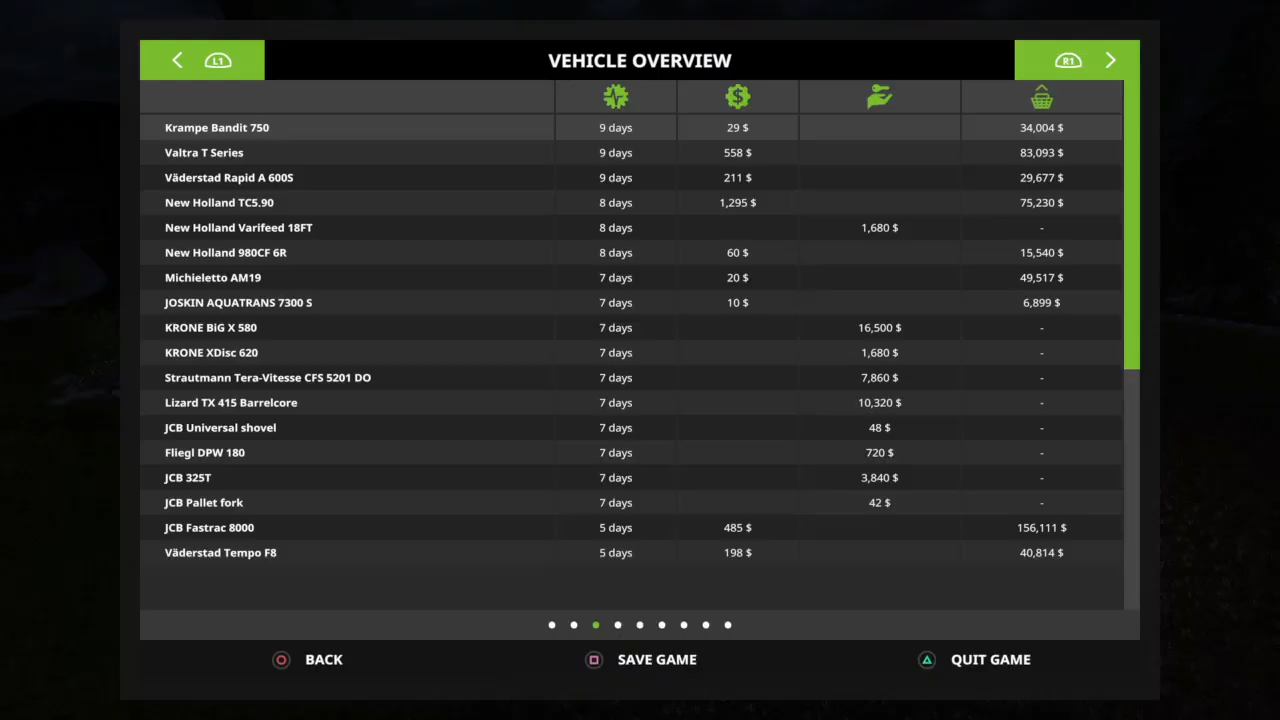 L1 VEHICLE OVERVIEW R1
Krampe Bandit 750 9 days 29 $ 34,004 $
Valtra T Series 9 days 558 $ 83,093 $
Väderstad Rapid A 600S 9 days 211 $ 29,677 $
New Holland TC5.90 8 days 1,295 $ 75,230 $
New Holland Varifeed 18FT 8 days 1,680 $ -
New Holland 980CF 6R 8 days 60 $ 15,540 $
Michieletto AM19 7 days 20 $ 49,517 $
JOSKIN AQUATRANS 7300 S 7 days 10 $ 6,899 $
KRONE BiG X 580 7 days 16,500 $ -
KRONE XDisc 620 7 days 1,680 $ -
Strautmann Tera-Vitesse CFS 5201 DO 7 days 7,860 $ -
Lizard TX 415 Barrelcore 7 days 10,320 $ -
JCB Universal shovel 7 days 48 $ -
Fliegl DPW 180 7 days 720 $ -
JCB 325T 7 days 3,840 $ -
JCB Pallet fork 7 days 42 $ -
JCB Fastrac 8000 5 days 485 $ 156,111 $
Väderstad Tempo F8 5 days 198 $ 40,814 $
BACK SAVE GAME QUIT GAME